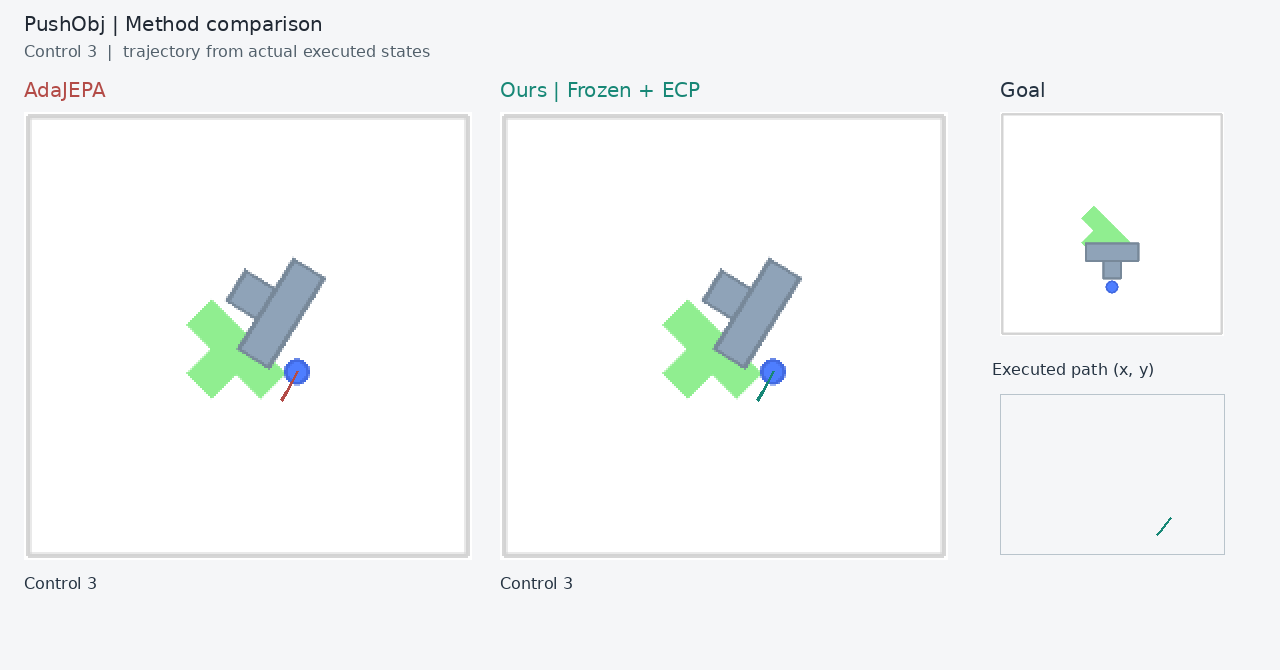 PushObj | Method comparison
Control 3  |  trajectory from actual executed states
AdaJEPA
Ours | Frozen + ECP
Goal
Executed path (x, y)
Control 3
Control 3